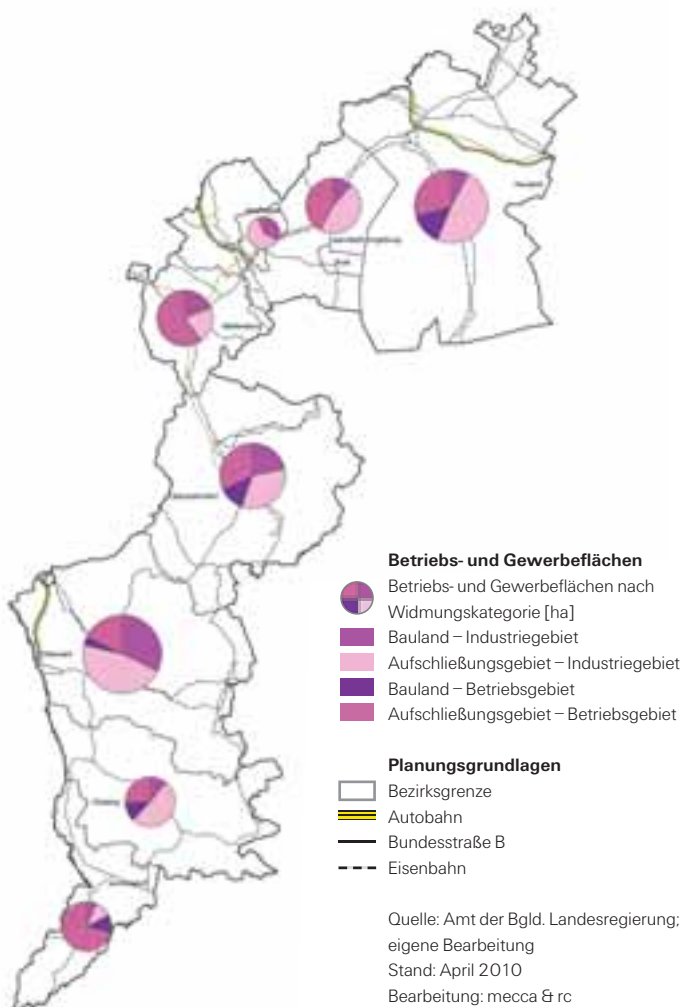 Betriebs- und Gewerbeflächen
Betriebs- und Gewerbeflächen nach
Widmungskategorie [ha]
Bauland – Industriegebiet
Aufschließungsgebiet – Industriegebiet
Bauland – Betriebsgebiet
Aufschließungsgebiet – Betriebsgebiet
Planungsgrundlagen
Bezirksgrenze
Autobahn
Bundesstraße B
Eisenbahn
Quelle: Amt der Bgld. Landesregierung;
eigene Bearbeitung
Stand: April 2010
Bearbeitung: mecca & rc